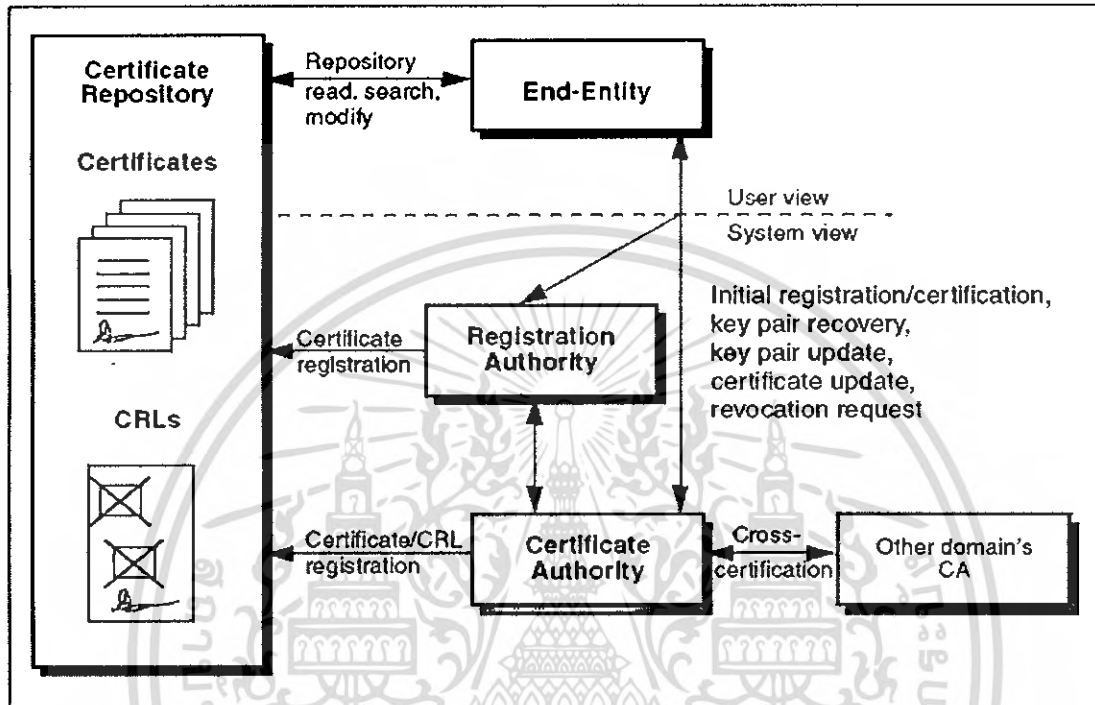 Certificate
Repository
Certificates
CRLs
Repository
read, search,
modify
End-Entity
User view
System view
Initial registration/certification,
key pair recovery,
key pair update,
certificate update,
revocation request
Certificate
registration
Registration
Authority
Certificate/CRL
registration
Certificate
Authority
Cross-
certification
Other domain's
CA